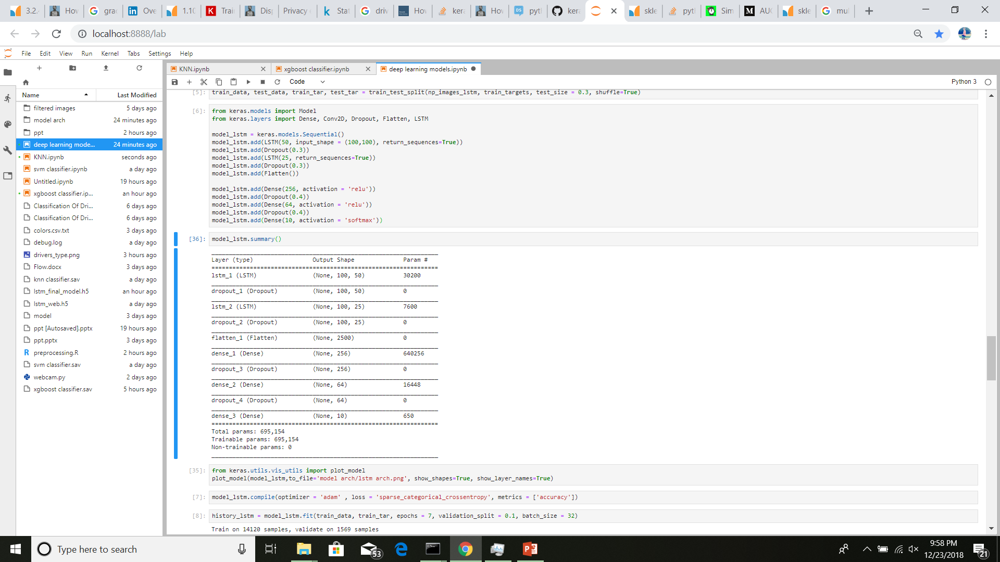 3.2.
How
grad
Ove
1.10
Trai
Disp
Privacy
Stat
driv
How
kera
How
pyt
kera
skle
pyt
Sim
AUC
skle
mul
localhost:8888/lab
File Edit View Run Kernel Tabs Settings Help
KNN.ipynb
xgboost classifier.ipynb
deep learning models.ipynb
Code
Python 3
Name Last Modified
filtered images 5 days ago
model arch 24 minutes ago
ppt 2 hours ago
deep learning mode... 24 minutes ago
KNN.ipynb seconds ago
svm classifier.ipynb a day ago
Untitled.ipynb 19 hours ago
xgboost classifier.ip... an hour ago
Classification Of Dri... 6 days ago
Classification Of Dri... 6 days ago
colors.csv.txt 3 days ago
debug.log a day ago
drivers_type.png 3 hours ago
Flow.docx 3 days ago
knn classifier.sav a day ago
lstm_final_model.h5 an hour ago
lstm_web.h5 a day ago
model 3 days ago
ppt [Autosaved].pptx 19 hours ago
ppt.pptx 3 days ago
preprocessing.R 2 hours ago
svm classifier.sav a day ago
webcam.py 2 days ago
xgboost classifier.sav 5 hours ago
[5]: train_data, test_data, train_tar, test_tar = train_test_split(np_images_lstm, train_targets, test_size = 0.3, shuffle=True)
[6]: from keras.models import Model
from keras.layers import Dense, Conv2D, Dropout, Flatten, LSTM
model_lstm = keras.models.Sequential()
model_lstm.add(LSTM(50, input_shape = (100,100), return_sequences=True))
model_lstm.add(Dropout(0.3))
model_lstm.add(LSTM(25, return_sequences=True))
model_lstm.add(Dropout(0.3))
model_lstm.add(Flatten())
model_lstm.add(Dense(256, activation = 'relu'))
model_lstm.add(Dropout(0.4))
model_lstm.add(Dense(64, activation = 'relu'))
model_lstm.add(Dropout(0.4))
model_lstm.add(Dense(10, activation = 'softmax'))
[36]: model_lstm.summary()
Layer (type) Output Shape Param #
lstm_1 (LSTM) (None, 100, 50) 30200
dropout_1 (Dropout) (None, 100, 50) 0
lstm_2 (LSTM) (None, 100, 25) 7600
dropout_2 (Dropout) (None, 100, 25) 0
flatten_1 (Flatten) (None, 2500) 0
dense_1 (Dense) (None, 256) 640256
dropout_3 (Dropout) (None, 256) 0
dense_2 (Dense) (None, 64) 16448
dropout_4 (Dropout) (None, 64) 0
dense_3 (Dense) (None, 10) 650
Total params: 695,154
Trainable params: 695,154
Non-trainable params: 0
[35]: from keras.utils.vis_utils import plot_model
plot_model(model_lstm,to_file='model arch/lstm arch.png', show_shapes=True, show_layer_names=True)
[7]: model_lstm.compile(optimizer = 'adam' , loss = 'sparse_categorical_crossentropy', metrics = ['accuracy'])
[8]: history_lstm = model_lstm.fit(train_data, train_tar, epochs = 7, validation_split = 0.1, batch_size = 32)
Train on 14120 samples, validate on 1569 samples
Type here to search
53
9:58 PM
12/23/2018
21